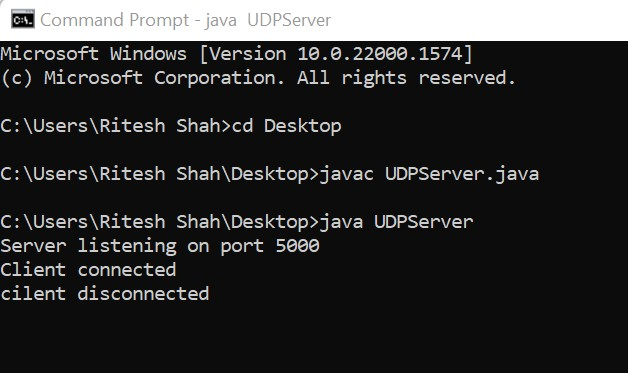 Command Prompt - java  UDPServer
Microsoft Windows [Version 10.0.22000.1574]
(c) Microsoft Corporation. All rights reserved.
C:\Users\Ritesh Shah>cd Desktop
C:\Users\Ritesh Shah\Desktop>javac UDPServer.java
C:\Users\Ritesh Shah\Desktop>java UDPServer
Server listening on port 5000
Client connected
cilent disconnected